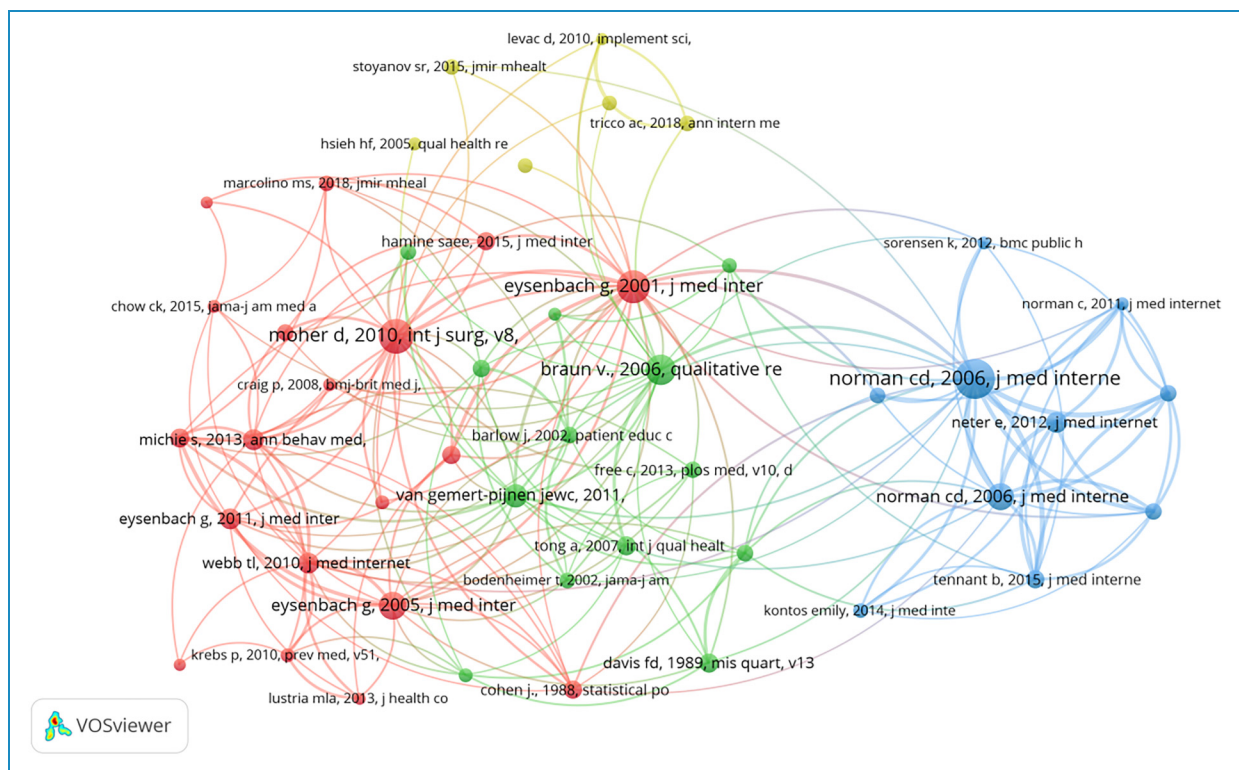 levac d, 2010, implement sci,
stoyanov sr, 2015, jmir mhealt
tricco ac, 2018, ann intern me
hsieh hf, 2005, qual health re
marcolino ms, 2018, jmir mheal
hamine saee, 2015, j med inter
sorensen k, 2012, bmc public h
eysenbach g, 2001, j med inter
norman c, 2011, j med internet
chow ck, 2015, jama-j am med a
moher d, 2010, int j surg, v8,
braun v., 2006, qualitative re
norman cd, 2006, j med interne
craig p, 2008, bmj-brit med j,
neter e, 2012, j med internet
barlow j, 2002, patient educ c
michie s, 2013, ann behav med,
free c, 2013, plos med, v10, d
van gemert-pijnen jewc, 2011,
norman cd, 2006, j med interne
eysenbach g, 2011, j med inter
tong a, 2007, int j qual healt
webb tl, 2010, j med internet
bodenheimer t, 2002, jama-j am
tennant b, 2015, j med interne
eysenbach g, 2005, j med inter
kontos emily, 2014, j med inte
krebs p, 2010, prev med, v51,
davis fd, 1989, mis quart, v13
cohen j., 1988, statistical po
lustria mla, 2013, j health co
VOSviewer